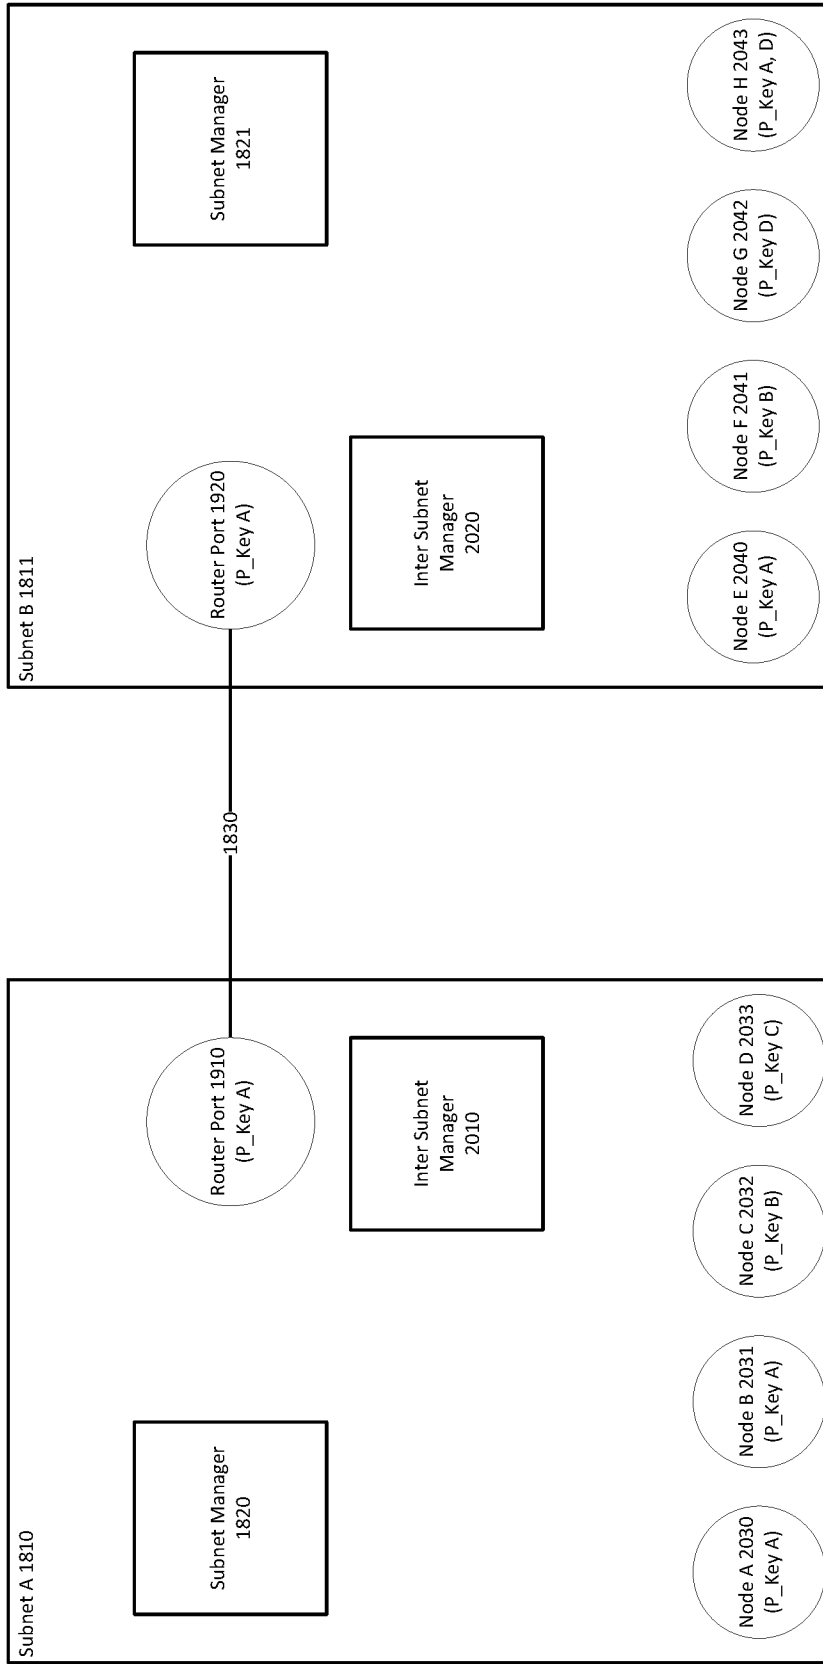 Subnet A 1810
Subnet Manager
1820
Router Port 1910
(P_Key A)
Inter Subnet
Manager
2010
Node A 2030
(P_Key A)
Node B 2031
(P_Key A)
Node C 2032
(P_Key B)
Node D 2033
(P_Key C)
1830
Subnet B 1811
Router Port 1920
(P_Key A)
Subnet Manager
1821
Inter Subnet
Manager
2020
Node E 2040
(P_Key A)
Node F 2041
(P_Key B)
Node G 2042
(P_Key D)
Node H 2043
(P_Key A, D)